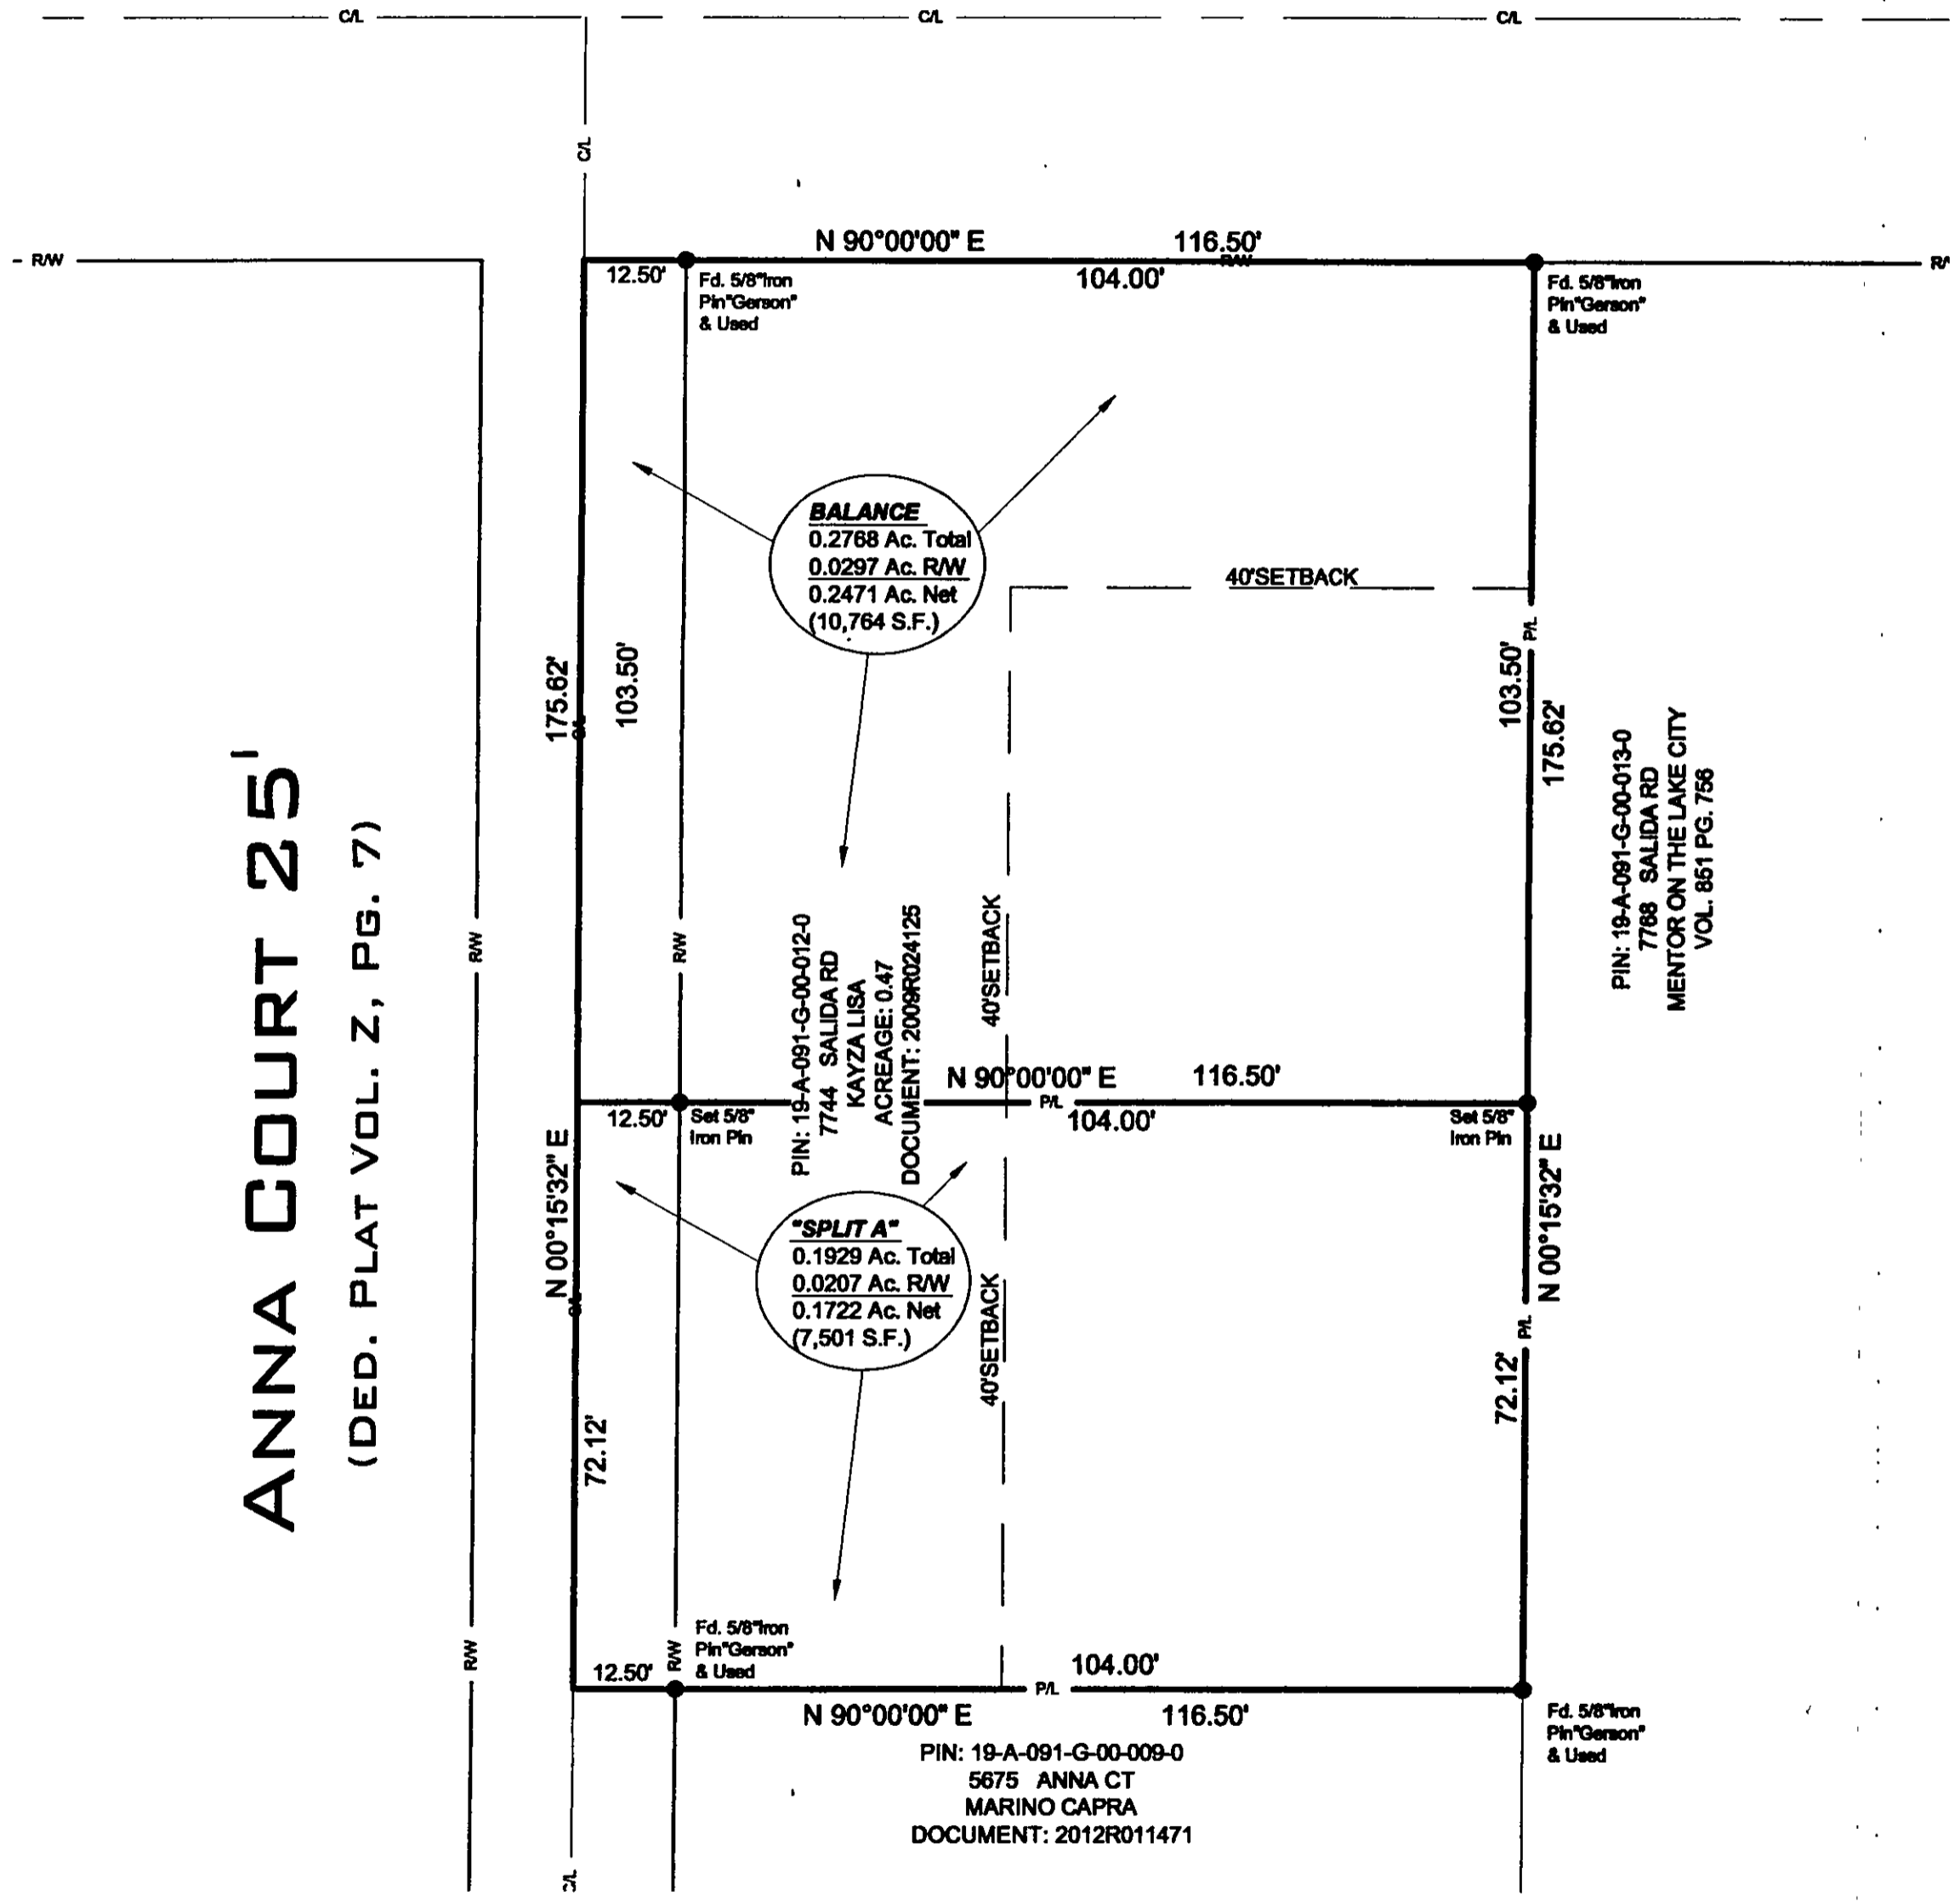 C/L
C/L
C/L
C/L
R/W
N 90°00'00" E
116.50'
R/W
R/
12.50'
104.00'
Fd. 5/8"Iron
Pin"Gerson"
& Used
Fd. 5/8"Iron
Pin"Gerson"
& Used
BALANCE
0.2768 Ac. Total
0.0297 Ac. R/W
0.2471 Ac. Net
(10,764 S.F.)
40'SETBACK
P/L
175.62'
C/L
103.50'
103.50'
175.62'
PIN: 19-A-091-G-00-013-0
7768 SALIDA RD
MENTOR ON THE LAKE CITY
VOL. 851 PG. 756
ANNA COURT 25'
(DED. PLAT VOL. Z, PG. 7)
R/W
R/W
PIN: 19-A-091-G-00-012-0
7744 SALIDA RD
KAYZA LISA
ACREAGE: 0.47
DOCUMENT: 2009R024125
40'SETBACK
N 90°00'00" E
116.50'
P/L
12.50'
104.00'
Set 5/8"
Iron Pin
Set 5/8"
Iron Pin
N 00°15'32" E
C/L
N 00°15'32" E
P/L
"SPLIT A"
0.1929 Ac. Total
0.0207 Ac. R/W
0.1722 Ac. Net
(7,501 S.F.)
40'SETBACK
72.12'
72.12'
R/W
R/W
Fd. 5/8"Iron
Pin"Gerson"
& Used
12.50'
104.00'
P/L
N 90°00'00" E
116.50'
Fd. 5/8"Iron
Pin"Gerson"
& Used
PIN: 19-A-091-G-00-009-0
5675 ANNA CT
MARINO CAPRA
DOCUMENT: 2012R011471
C/L